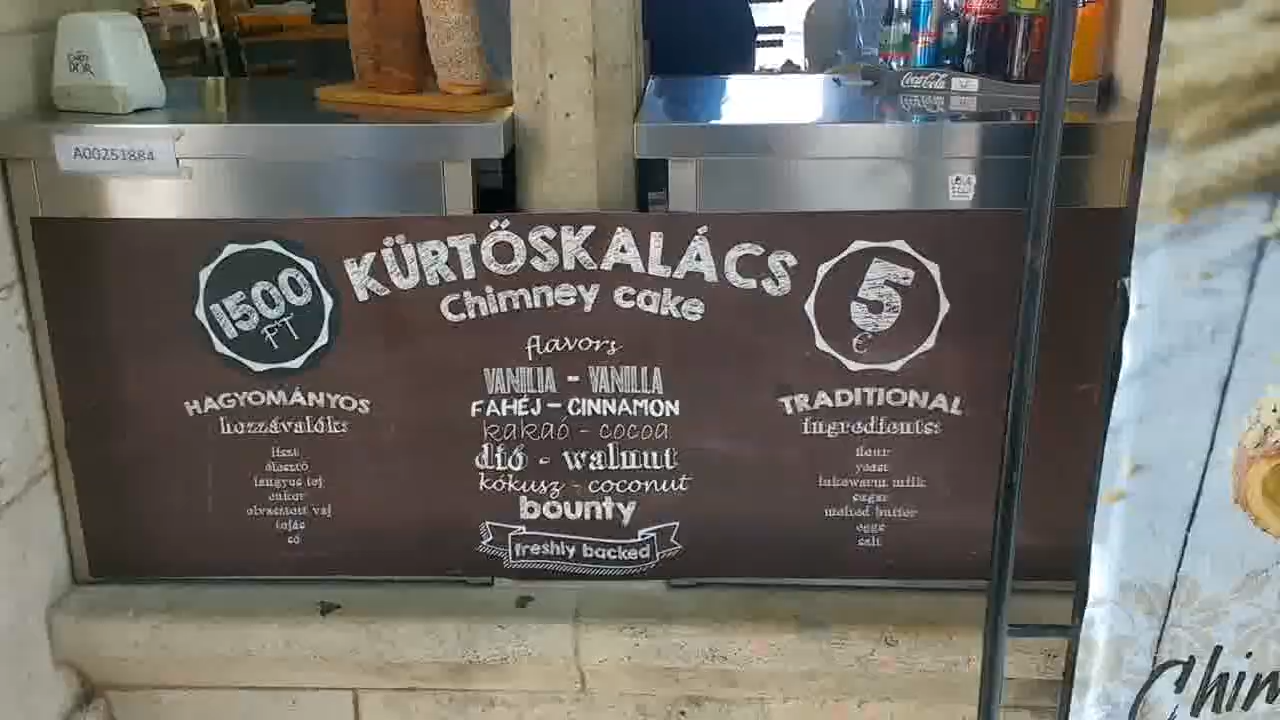 A00251884
Coca-Cola
1500
FT
KÜRTŐSKALÁCS
Chimney cake
5
€
flavors
VANILIA - VANILLA
FAHÉJ - CINNAMON
kakaó - cocoa
dió - walnut
kókusz - coconut
bounty
freshly backed
HAGYOMÁNYOS
hozzávalók:
liszt
élesztő
langyos tej
cukor
olvasztott vaj
tojás
só
TRADITIONAL
ingredients:
flour
yeast
lukewarm milk
sugar
melted butter
eggs
salt
Chim